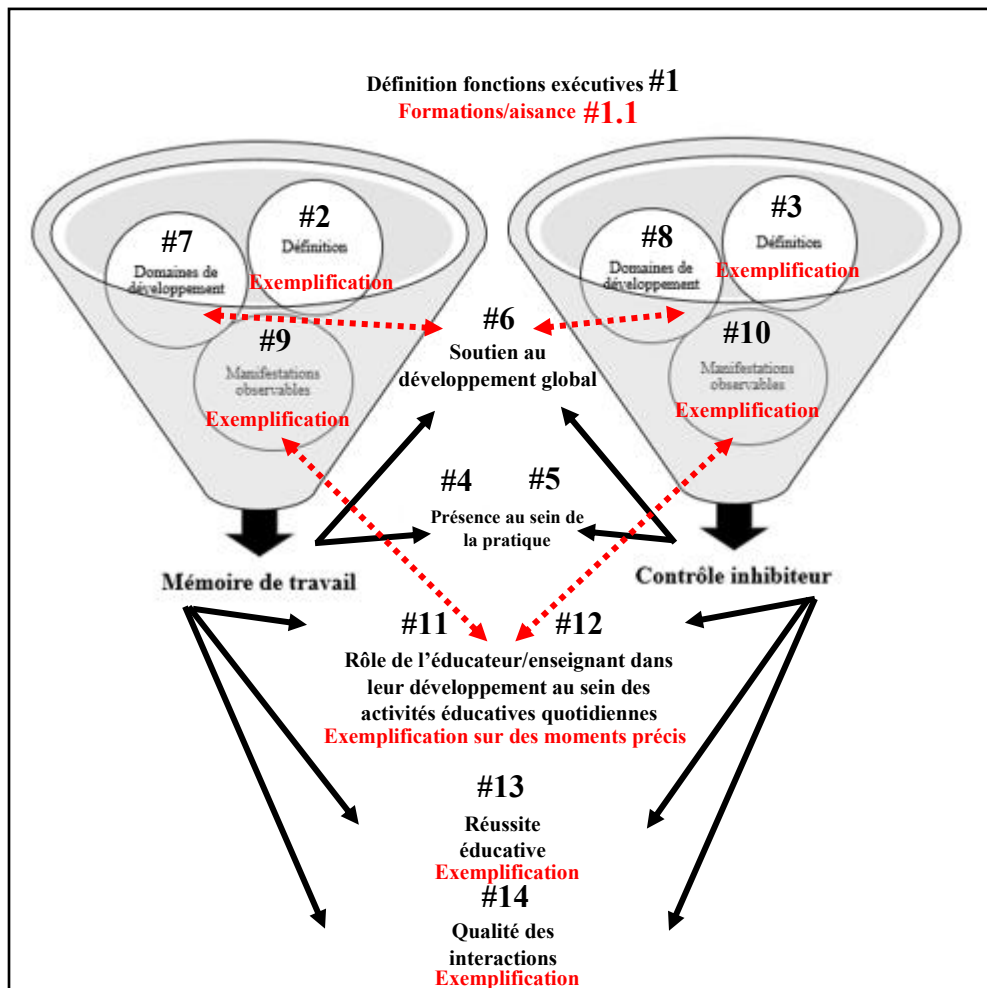 Définition fonctions exécutives #1
Formations/aisance #1.1
#2
Définition
Exemplification
#7
Domaines de
développement
#9
Manifestations
observables
Exemplification
#3
Définition
Exemplification
#8
Domaines de
développement
#10
Manifestations
observables
Exemplification
#6
Soutien au
développement global
#4 #5
Présence au sein de
la pratique
Mémoire de travail
Contrôle inhibiteur
#11 #12
Rôle de l’éducateur/enseignant dans
leur développement au sein des
activités éducatives quotidiennes
Exemplification sur des moments précis
#13
Réussite
éducative
Exemplification
#14
Qualité des
interactions
Exemplification